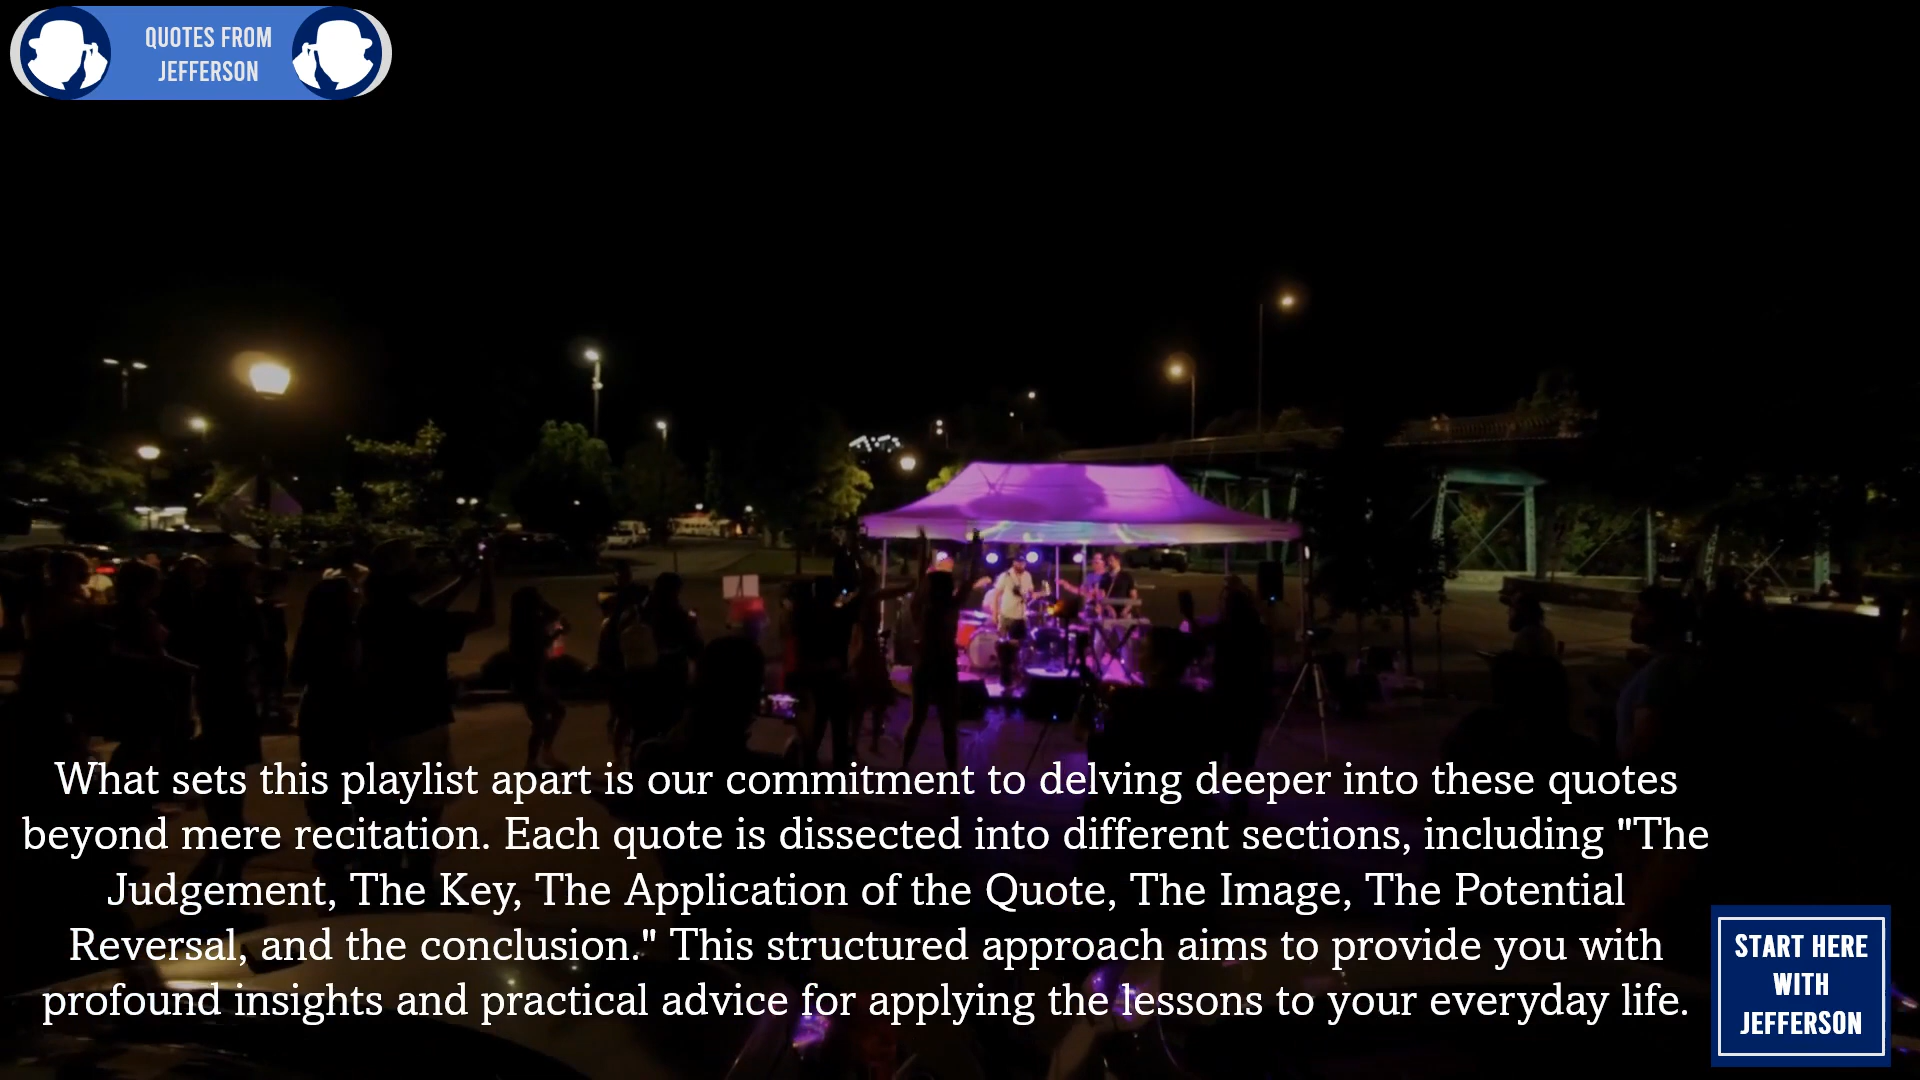 QUOTES FROM
JEFFERSON
What sets this playlist apart is our commitment to delving deeper into these quotes
beyond mere recitation. Each quote is dissected into different sections, including "The
Judgement, The Key, The Application of the Quote, The Image, The Potential
Reversal, and the conclusion." This structured approach aims to provide you with
profound insights and practical advice for applying the lessons to your everyday life.
START HERE
WITH
JEFFERSON